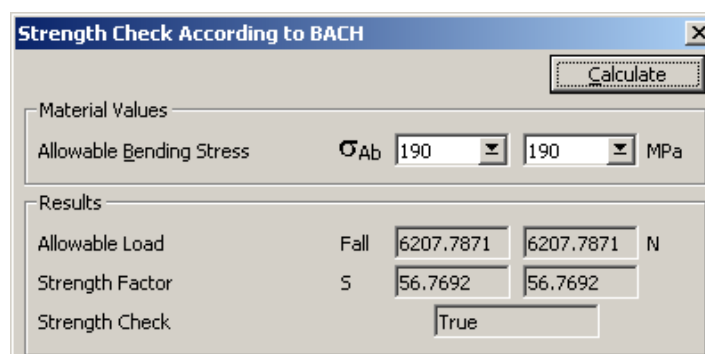 Strength Check According to BACH
Calculate
Material Values
Allowable Bending Stress σAb 190 190 MPa
Results
Allowable Load Fall 6207.7871 6207.7871 N
Strength Factor S 56.7692 56.7692
Strength Check True